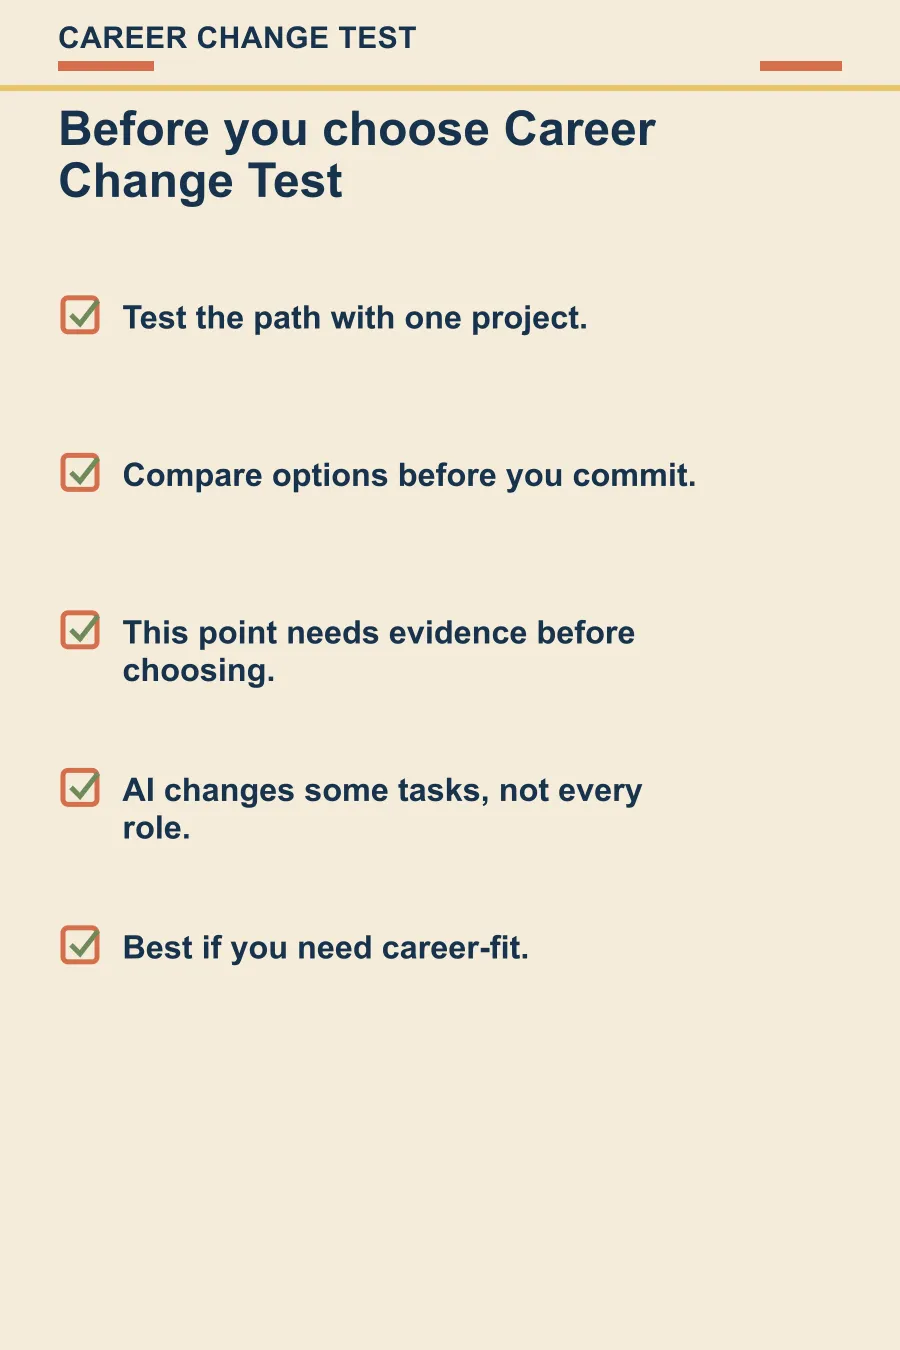 CAREER CHANGE TEST
Before you choose Career
Change Test
Test the path with one project.
Compare options before you commit.
This point needs evidence before
choosing.
AI changes some tasks, not every
role.
Best if you need career-fit.